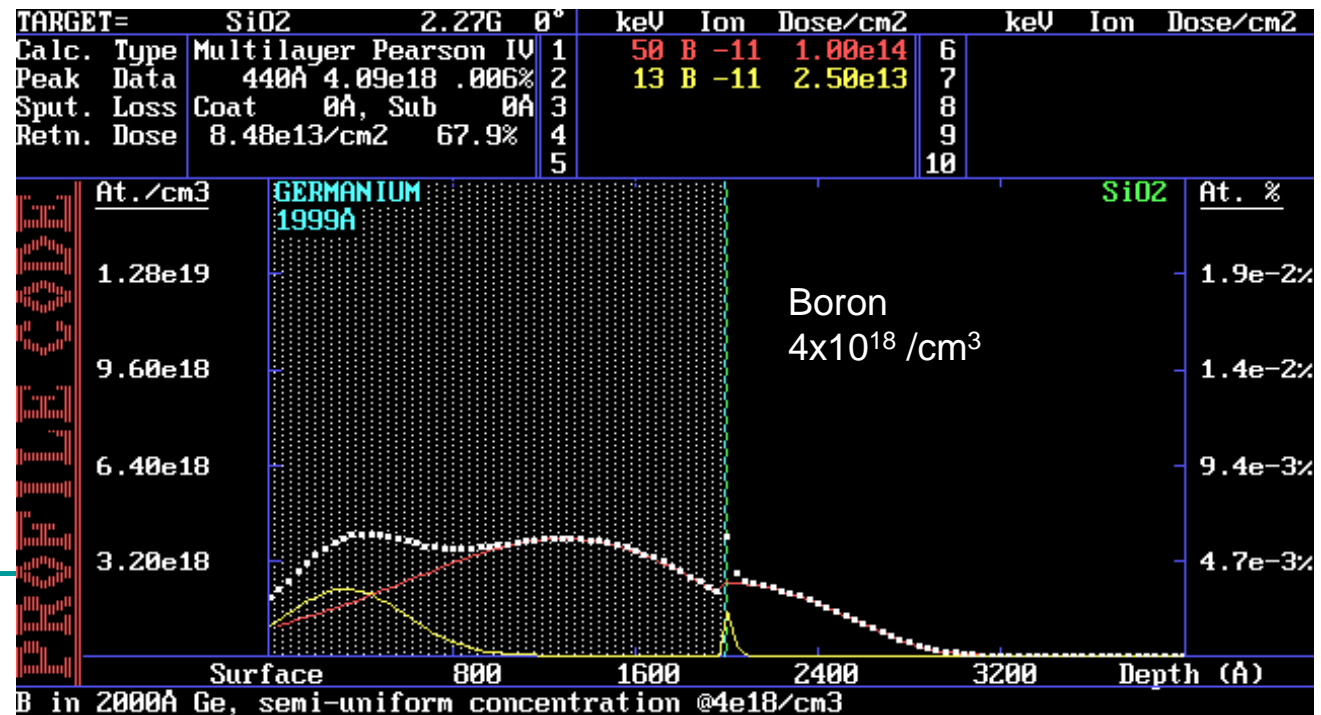 TARGET= SiO2 2.27G 0° keV Ion Dose/cm2 keV Ion Dose/cm2
Calc. Type Multilayer Pearson IV 1 50 B -11 1.00e14 6
Peak Data 440Å 4.09e18 .006% 2 13 B -11 2.50e13 7
Sput. Loss Coat 0Å, Sub 0Å 3 8
Retn. Dose 8.48e13/cm2 67.9% 4 9
5 10
PROFILE CODE
At./cm3 GERMANIUM SiO2 At. %
1999Å
1.28e19 1.9e-2%
Boron
4x10¹⁸ /cm³
9.60e18 1.4e-2%
6.40e18 9.4e-3%
3.20e18 4.7e-3%
Surface 800 1600 2400 3200 Depth (Å)
B in 2000Å Ge, semi-uniform concentration @4e18/cm3